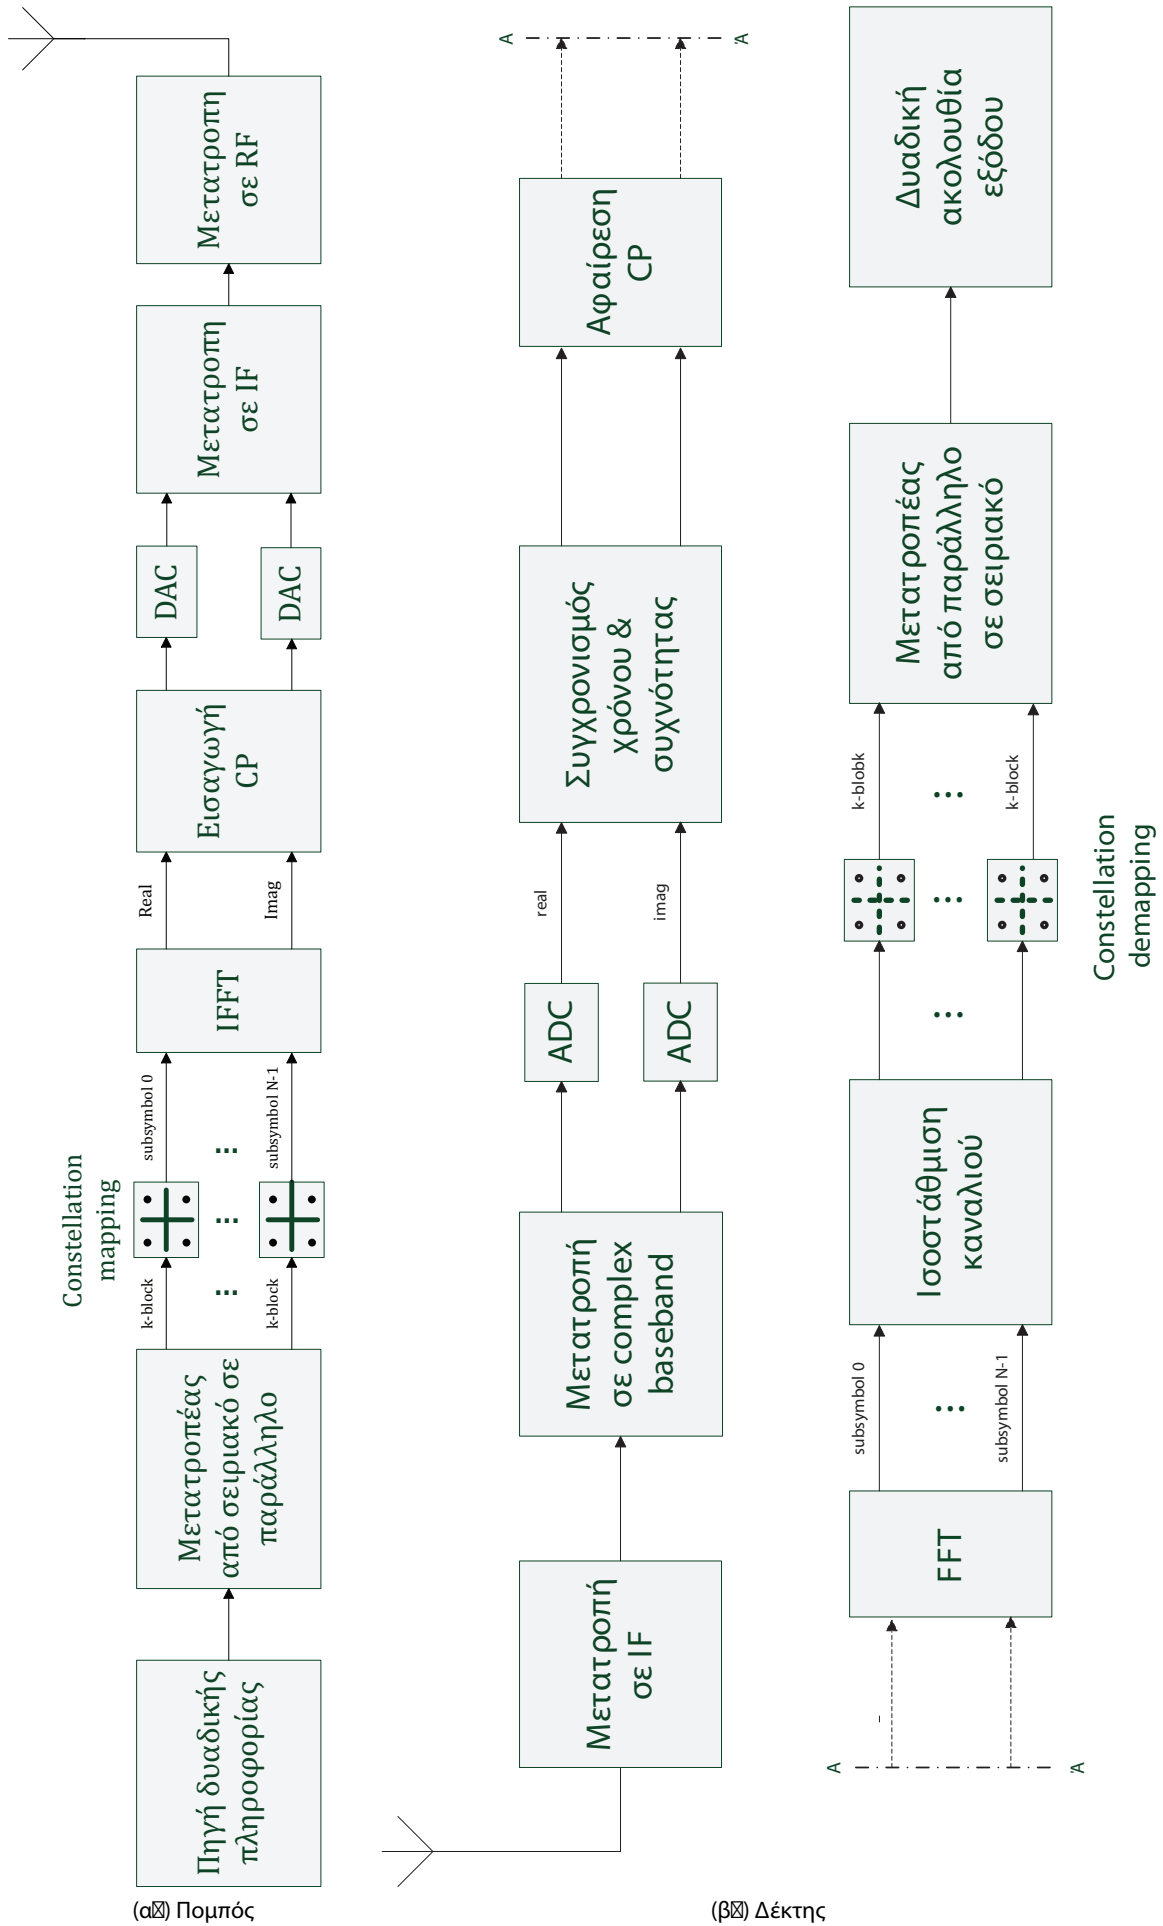 Πηγή δυαδικής
πληροφορίας
Μετατροπέας
από σειριακό σε
παράλληλο
k-block
k-block
...
Constellation
mapping
...
subsymbol 0
subsymbol N-1
...
IFFT
Real
Imag
Εισαγωγή
CP
DAC
DAC
Μετατροπη
σε IF
Μετατροπη
σε RF
(α) Πομπός
Μετατροπή
σε IF
Μετατροπή
σε complex
baseband
ADC
ADC
real
imag
Συγχρονισμός
χρόνου &
συχνότητας
Αφαίρεση
CP
A
A'
A
A'
FFT
subsymbol 0
...
subsymbol N-1
Ισοστάθμιση
καναλιού
...
...
Constellation
demapping
k-blobk
...
k-block
Μετατροπέας
από παράλληλο
σε σειριακό
Δυαδική
ακολουθία
εξόδου
(β) Δέκτης